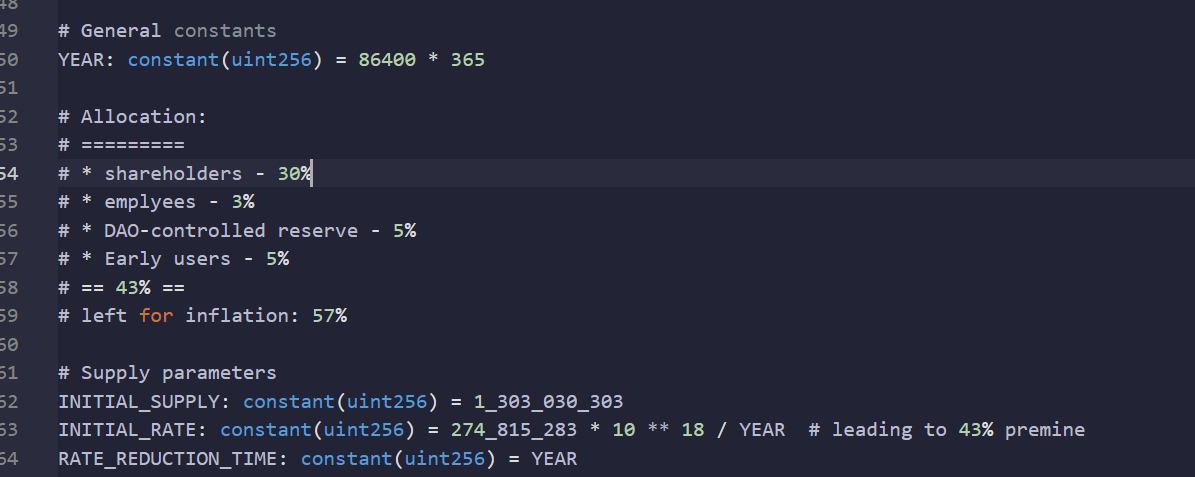 48
49 # General constants
50 YEAR: constant(uint256) = 86400 * 365
51
52 # Allocation:
53 # =========
54 # * shareholders - 30%
55 # * emplyees - 3%
56 # * DAO-controlled reserve - 5%
57 # * Early users - 5%
58 # == 43% ==
59 # left for inflation: 57%
60
61 # Supply parameters
62 INITIAL_SUPPLY: constant(uint256) = 1_303_030_303
63 INITIAL_RATE: constant(uint256) = 274_815_283 * 10 ** 18 / YEAR  # leading to 43% premine
64 RATE_REDUCTION_TIME: constant(uint256) = YEAR